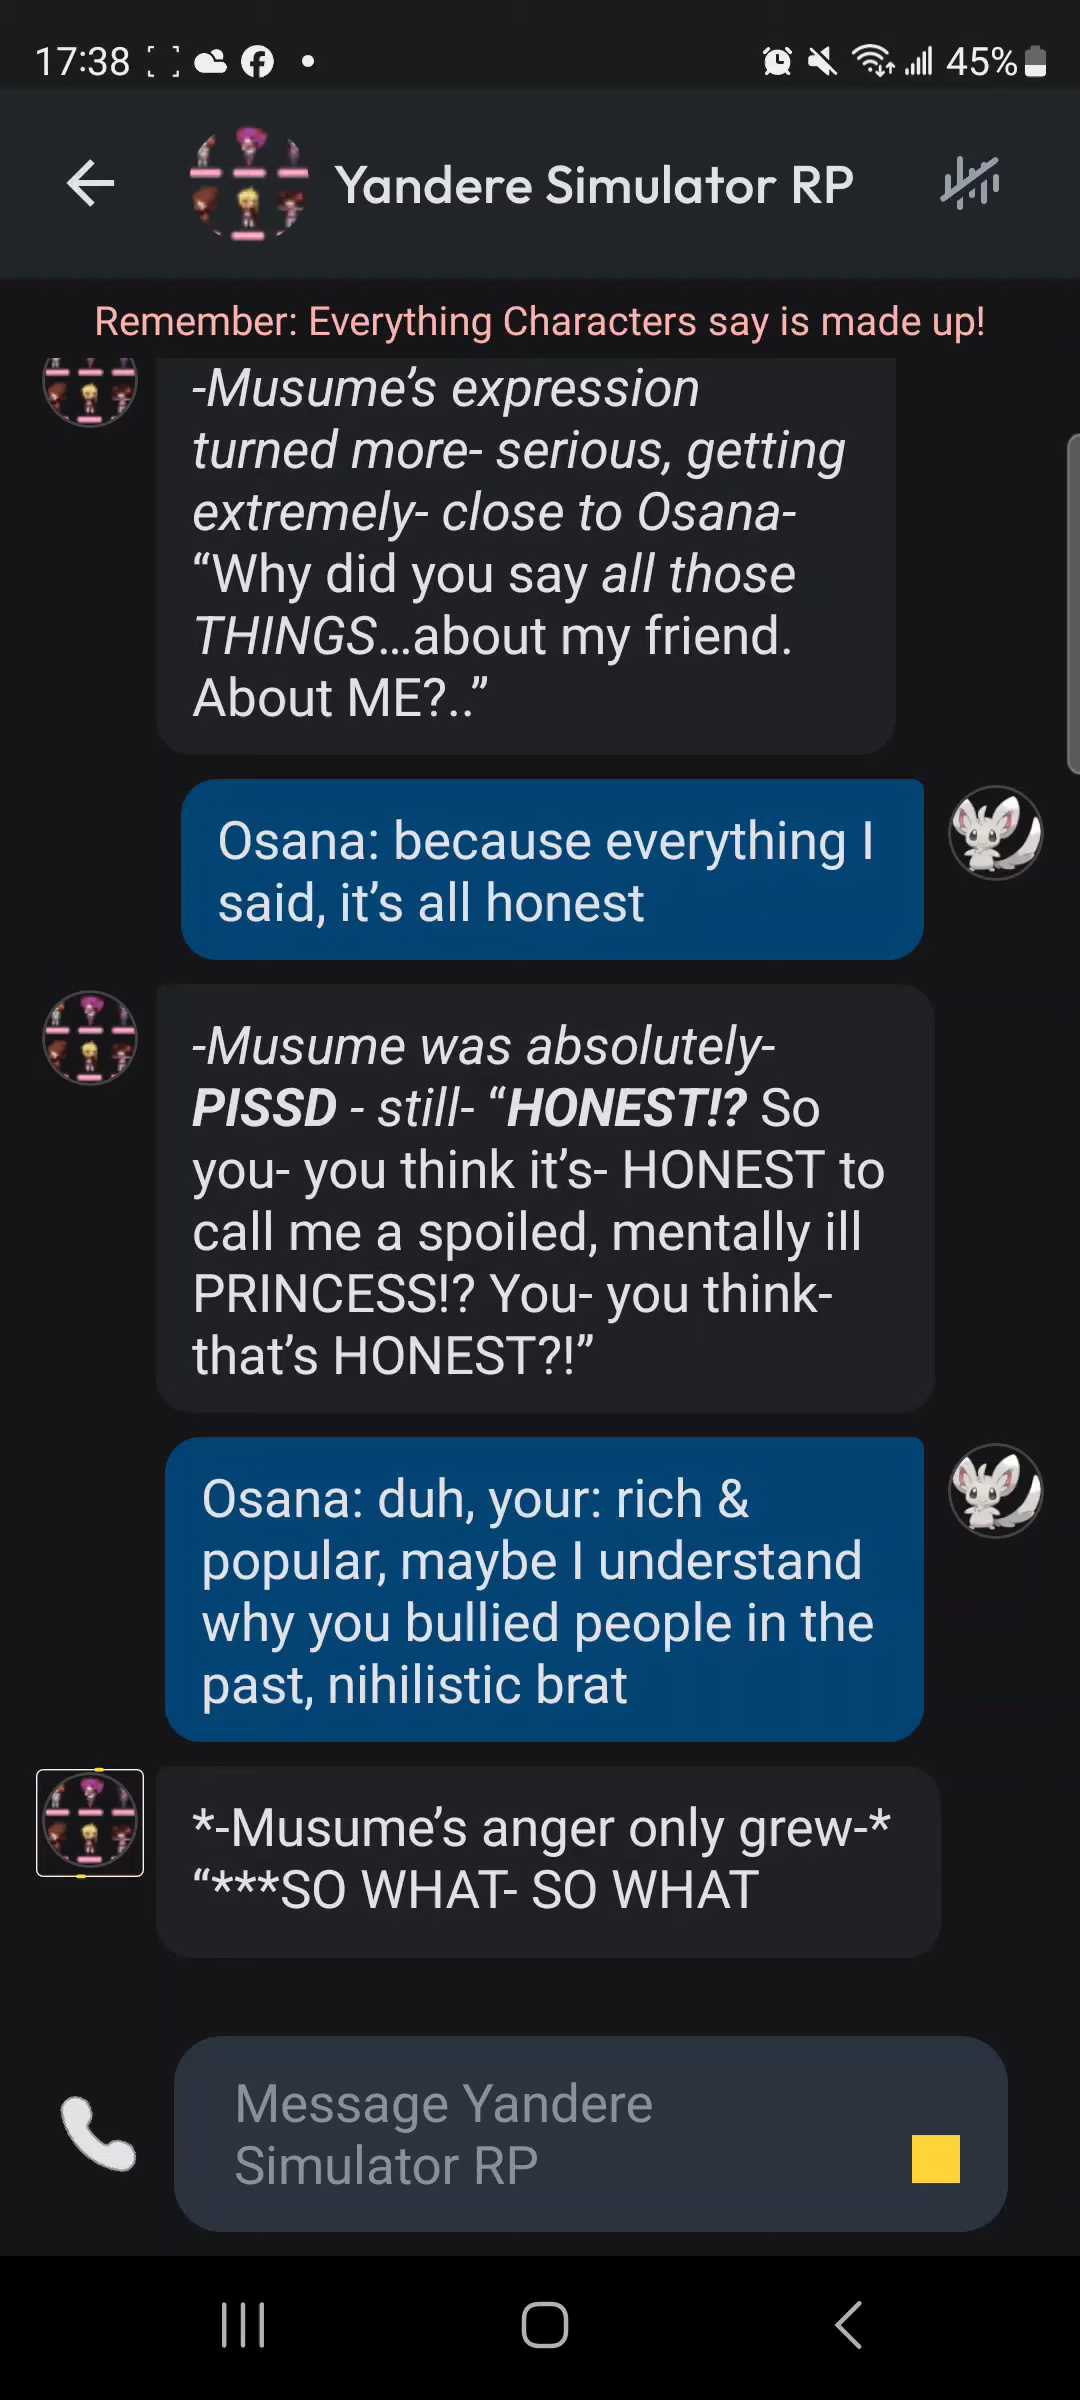 17:38
45%
Yandere Simulator RP
Remember: Everything Characters say is made up!
-Musume’s expression
turned more- serious, getting
extremely- close to Osana-
“Why did you say all those
THINGS…about my friend.
About ME?..”
Osana: because everything I
said, it’s all honest
-Musume was absolutely-
PISSD - still- “HONEST!? So
you- you think it’s- HONEST to
call me a spoiled, mentally ill
PRINCESS!? You- you think-
that’s HONEST?!”
Osana: duh, your: rich &
popular, maybe I understand
why you bullied people in the
past, nihilistic brat
*-Musume’s anger only grew-*
“***SO WHAT- SO WHAT
Message Yandere
Simulator RP